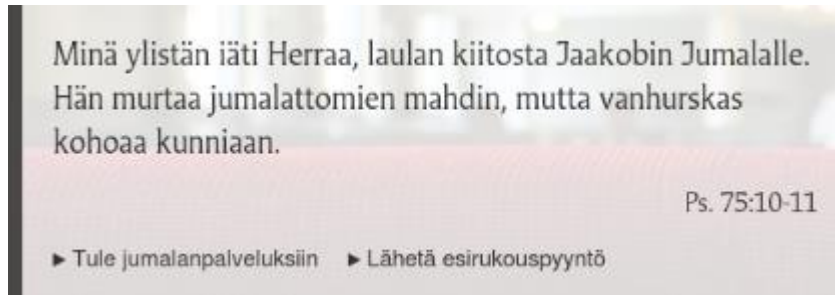 Minä ylistän iäti Herraa, laulan kiitosta Jaakobin Jumalalle.
Hän murtaa jumalattomien mahdin, mutta vanhurskas
kohoaa kunniaan.
Ps. 75:10-11
▶ Tule jumalanpalveluksiin ▶ Lähetä esirukouspyyntö